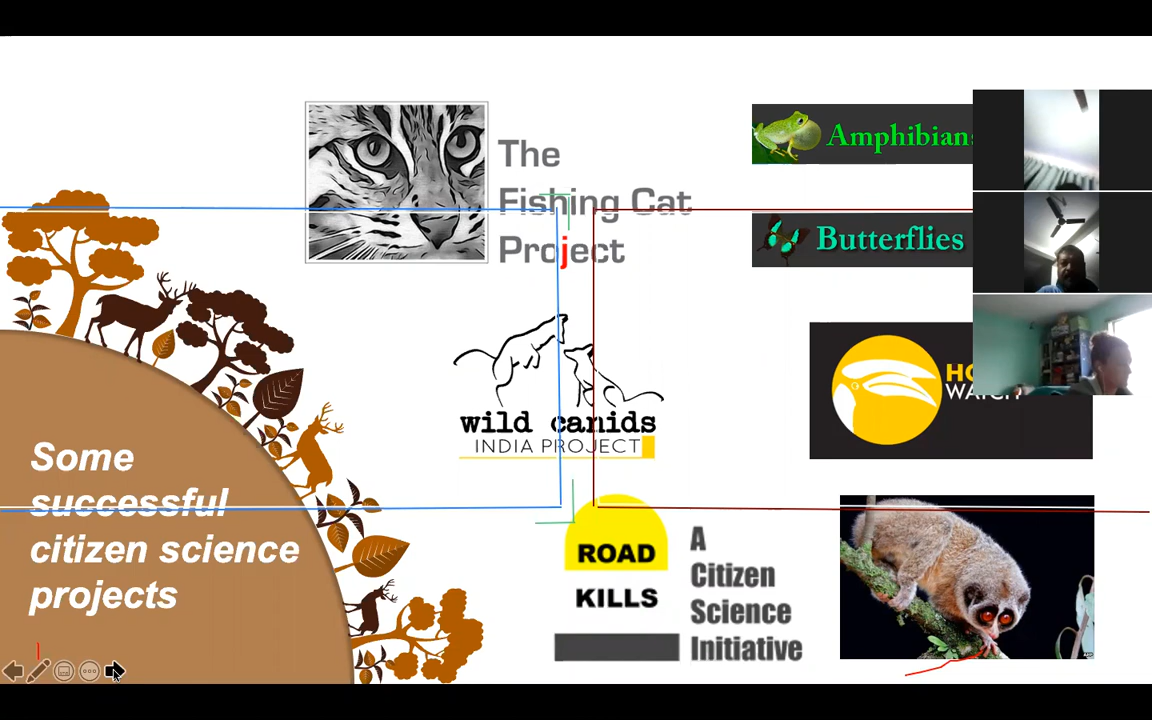 The
Fishing Cat
Project
Amphibians
Butterflies
wild canids
INDIA PROJECT
WATCH
Some
successful
citizen science
projects
ROAD
KILLS
A
Citizen
Science
Initiative